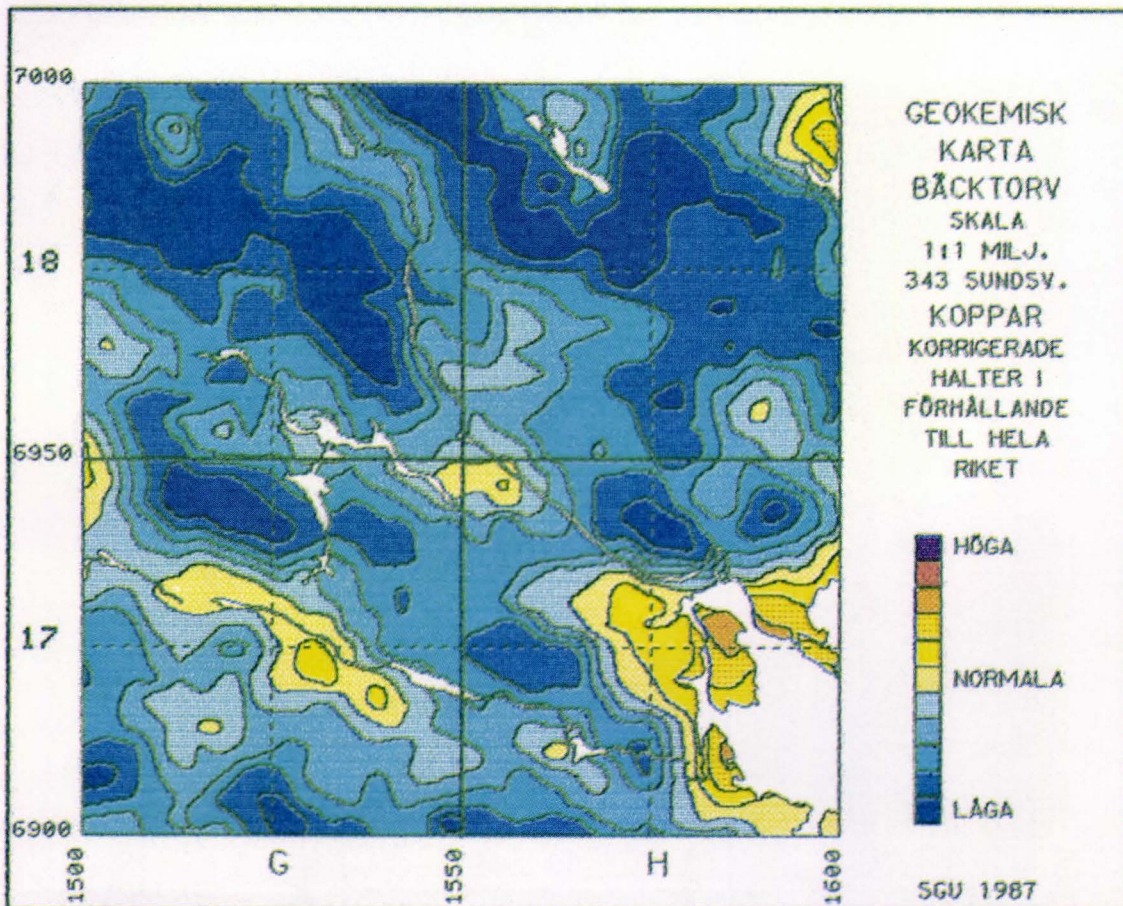 7000
18
6950
17
6900
1500
G
1550
H
1600
GEOKEMISK
KARTA
BÄCKTORV
SKALA
1:1 MILJ.
343 SUNDSV.
KOPPAR
KORRIGERADE
HALTER I
FÖRHÅLLANDE
TILL HELA
RIKET
HÖGA
NORMALA
LÅGA
SGU 1987